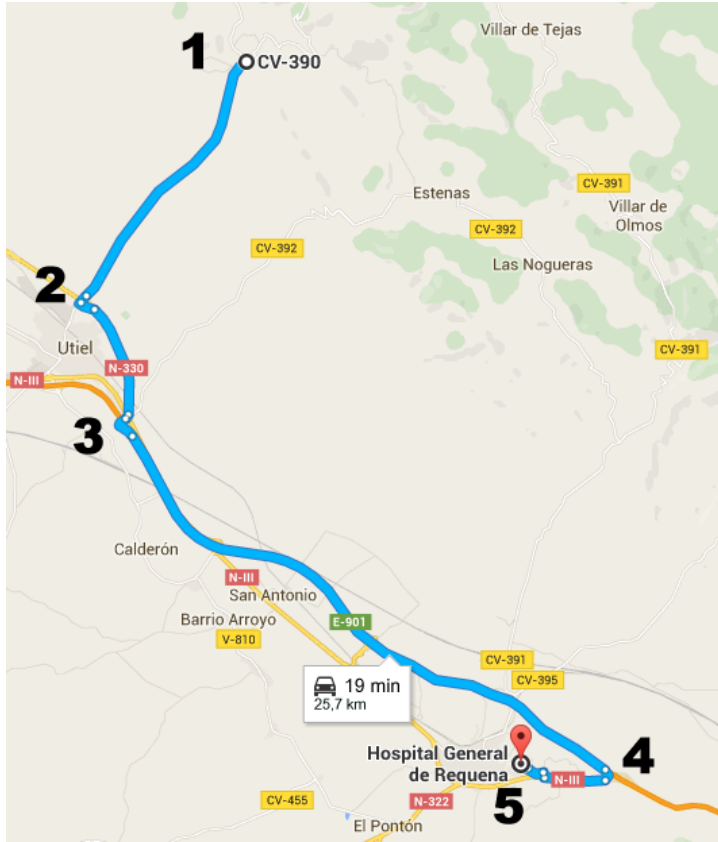 Villar de Tejas
1
CV-390
CV-391
Estenas
Villar de
Olmos
CV-392
CV-392
Las Nogueras
2
Utiel
CV-391
N-330
N-III
3
Calderón
N-III
San Antonio
Barrio Arroyo
E-901
V-810
CV-391
CV-395
19 min
25,7 km
Hospital General
de Requena
4
N-III
5
CV-455
N-322
El Pontón